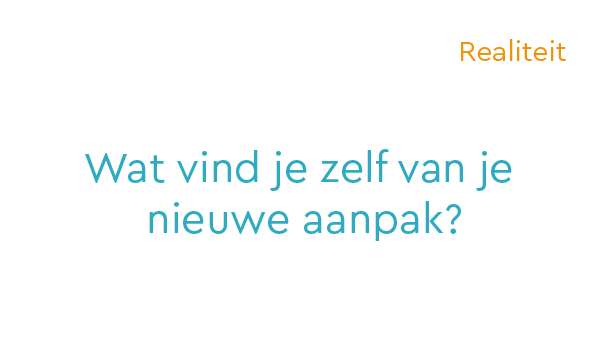 Realiteit
Wat vind je zelf van je
nieuwe aanpak?